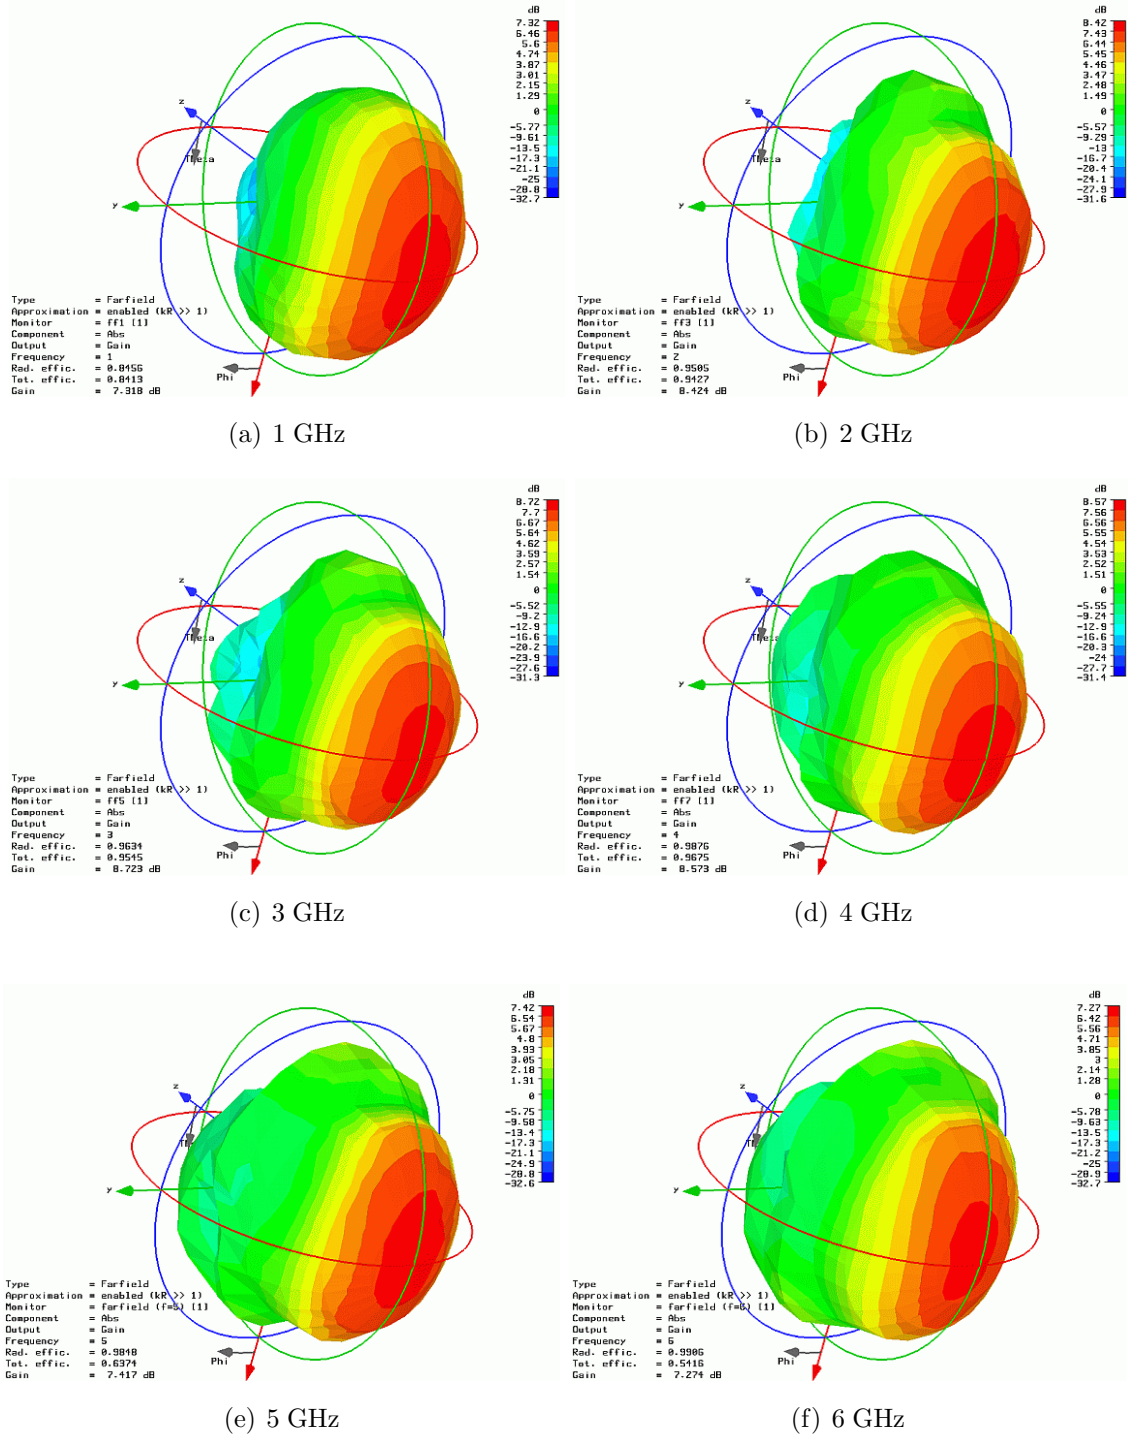 dB
7.32
6.46
5.6
4.74
3.87
3.01
2.15
1.29
0
-5.77
-9.61
-13.5
-17.3
-21.1
-25
-28.8
-32.7
z
Theta
y
Type = Farfield
Approximation = enabled (kR >> 1)
Monitor = ff1 [1]
Component = Abs
Output = Gain
Frequency = 1
Rad. effic. = 0.8456
Tot. effic. = 0.8413
Gain = 7.318 dB
Phi
(a) 1 GHz
dB
8.42
7.43
6.44
5.45
4.46
3.47
2.48
1.49
0
-5.57
-9.29
-13
-16.7
-20.4
-24.1
-27.9
-31.6
z
Theta
y
Type = Farfield
Approximation = enabled (kR >> 1)
Monitor = ff3 [1]
Component = Abs
Output = Gain
Frequency = 2
Rad. effic. = 0.9505
Tot. effic. = 0.9427
Gain = 8.424 dB
Phi
(b) 2 GHz
dB
8.72
7.7
6.67
5.64
4.62
3.59
2.57
1.54
0
-5.52
-9.2
-12.9
-16.6
-20.2
-23.9
-27.6
-31.3
z
Theta
y
Type = Farfield
Approximation = enabled (kR >> 1)
Monitor = ff5 [1]
Component = Abs
Output = Gain
Frequency = 3
Rad. effic. = 0.9634
Tot. effic. = 0.9545
Gain = 8.723 dB
Phi
(c) 3 GHz
dB
8.57
7.56
6.56
5.55
4.54
3.53
2.52
1.51
0
-5.55
-9.24
-12.9
-16.6
-20.3
-24
-27.7
-31.4
z
Theta
y
Type = Farfield
Approximation = enabled (kR >> 1)
Monitor = ff7 [1]
Component = Abs
Output = Gain
Frequency = 4
Rad. effic. = 0.9876
Tot. effic. = 0.9675
Gain = 8.573 dB
Phi
(d) 4 GHz
dB
7.42
6.54
5.67
4.8
3.93
3.05
2.18
1.31
0
-5.75
-9.58
-13.4
-17.3
-21.1
-24.9
-28.8
-32.6
z
y
Type = Farfield
Approximation = enabled (kR >> 1)
Monitor = farfield (f=5) [1]
Component = Abs
Output = Gain
Frequency = 5
Rad. effic. = 0.9848
Tot. effic. = 0.6374
Gain = 7.417 dB
Phi
(e) 5 GHz
dB
7.27
6.42
5.56
4.71
3.85
3
2.14
1.28
0
-5.78
-9.63
-13.5
-17.3
-21.2
-25
-28.9
-32.7
z
y
Type = Farfield
Approximation = enabled (kR >> 1)
Monitor = farfield (f=6) [1]
Component = Abs
Output = Gain
Frequency = 6
Rad. effic. = 0.9906
Tot. effic. = 0.5416
Gain = 7.274 dB
Phi
(f) 6 GHz